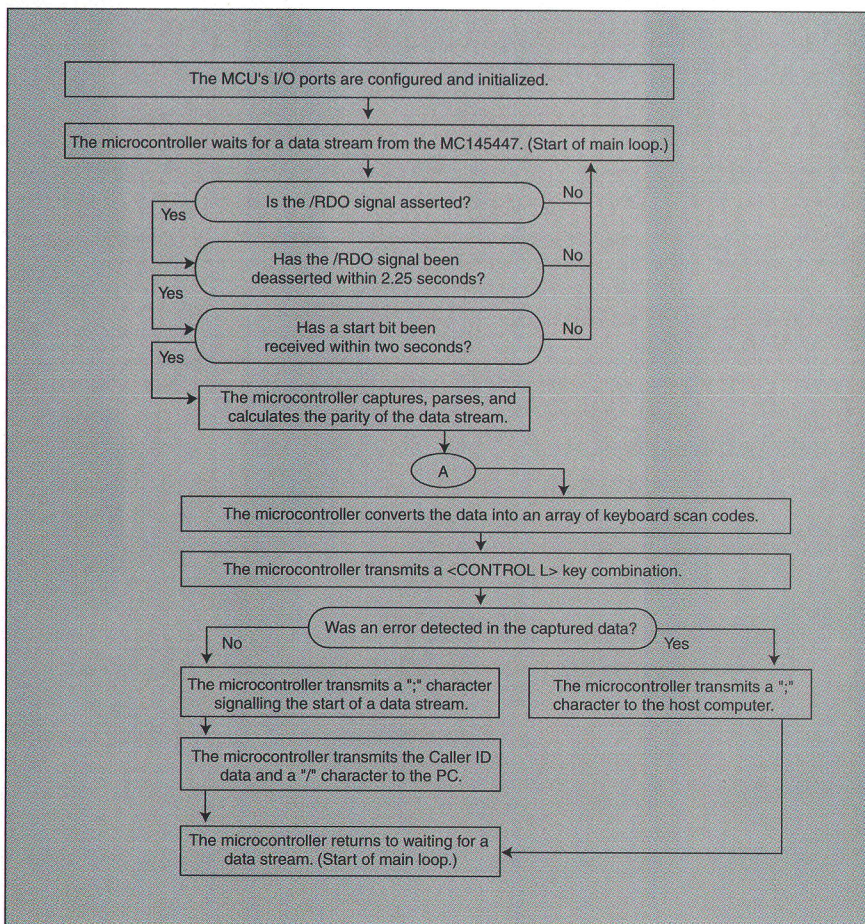 The MCU's I/O ports are configured and initialized.
The microcontroller waits for a data stream from the MC145447. (Start of main loop.)
Is the /RDO signal asserted?
No
Yes
Has the /RDO signal been
deasserted within 2.25 seconds?
No
Yes
Has a start bit been
received within two seconds?
No
Yes
The microcontroller captures, parses, and
calculates the parity of the data stream.
A
The microcontroller converts the data into an array of keyboard scan codes.
The microcontroller transmits a <CONTROL L> key combination.
Was an error detected in the captured data?
No
Yes
The microcontroller transmits a ";" character
signalling the start of a data stream.
The microcontroller transmits a ";"
character to the host computer.
The microcontroller transmits the Caller ID
data and a "/" character to the PC.
The microcontroller returns to waiting for a
data stream. (Start of main loop.)